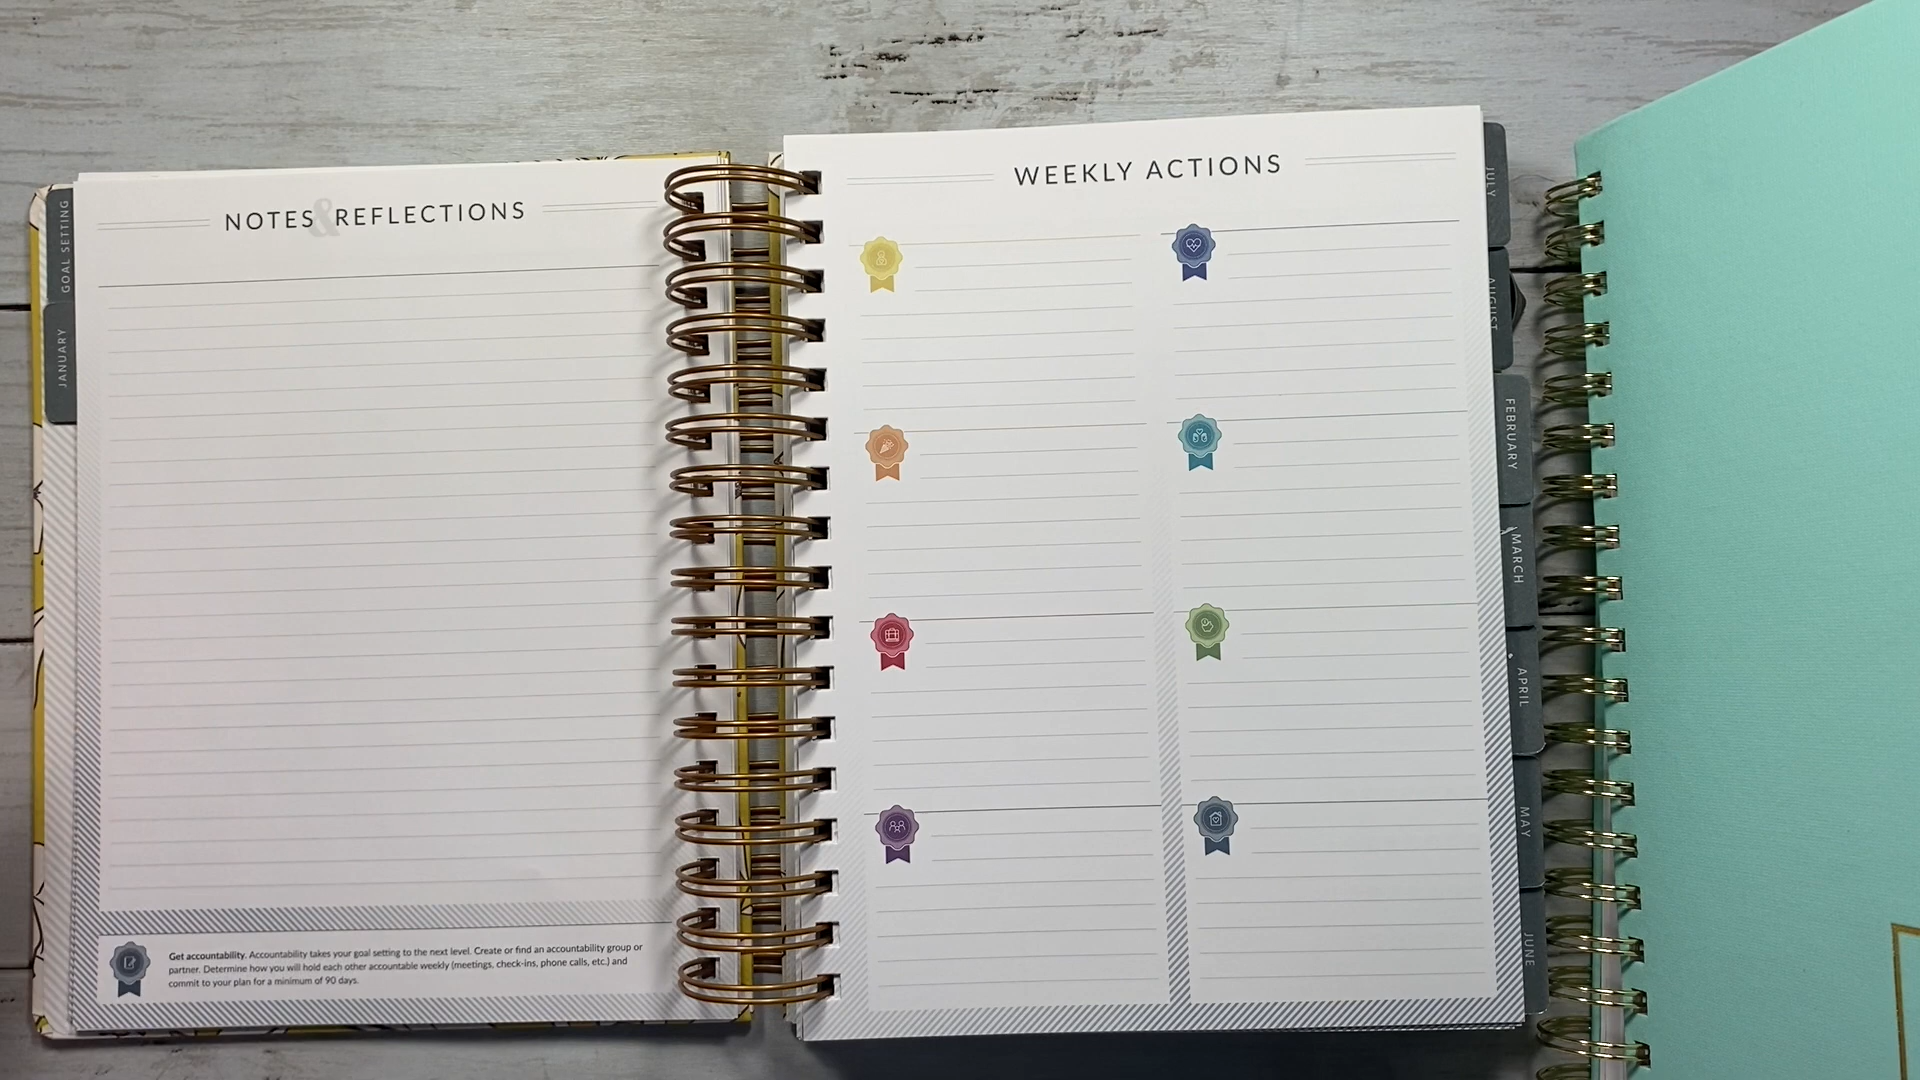 NOTES & REFLECTIONS
GOAL SETTING
JANUARY
Get accountability. Accountability takes your goal setting to the next level. Create or find an accountability group or
partner. Determine how you will hold each other accountable weekly (meetings, check-ins, phone calls, etc.) and
commit to your plan for a minimum of 90 days.
WEEKLY ACTIONS
JULY
AUGUST
FEBRUARY
MARCH
APRIL
MAY
JUNE